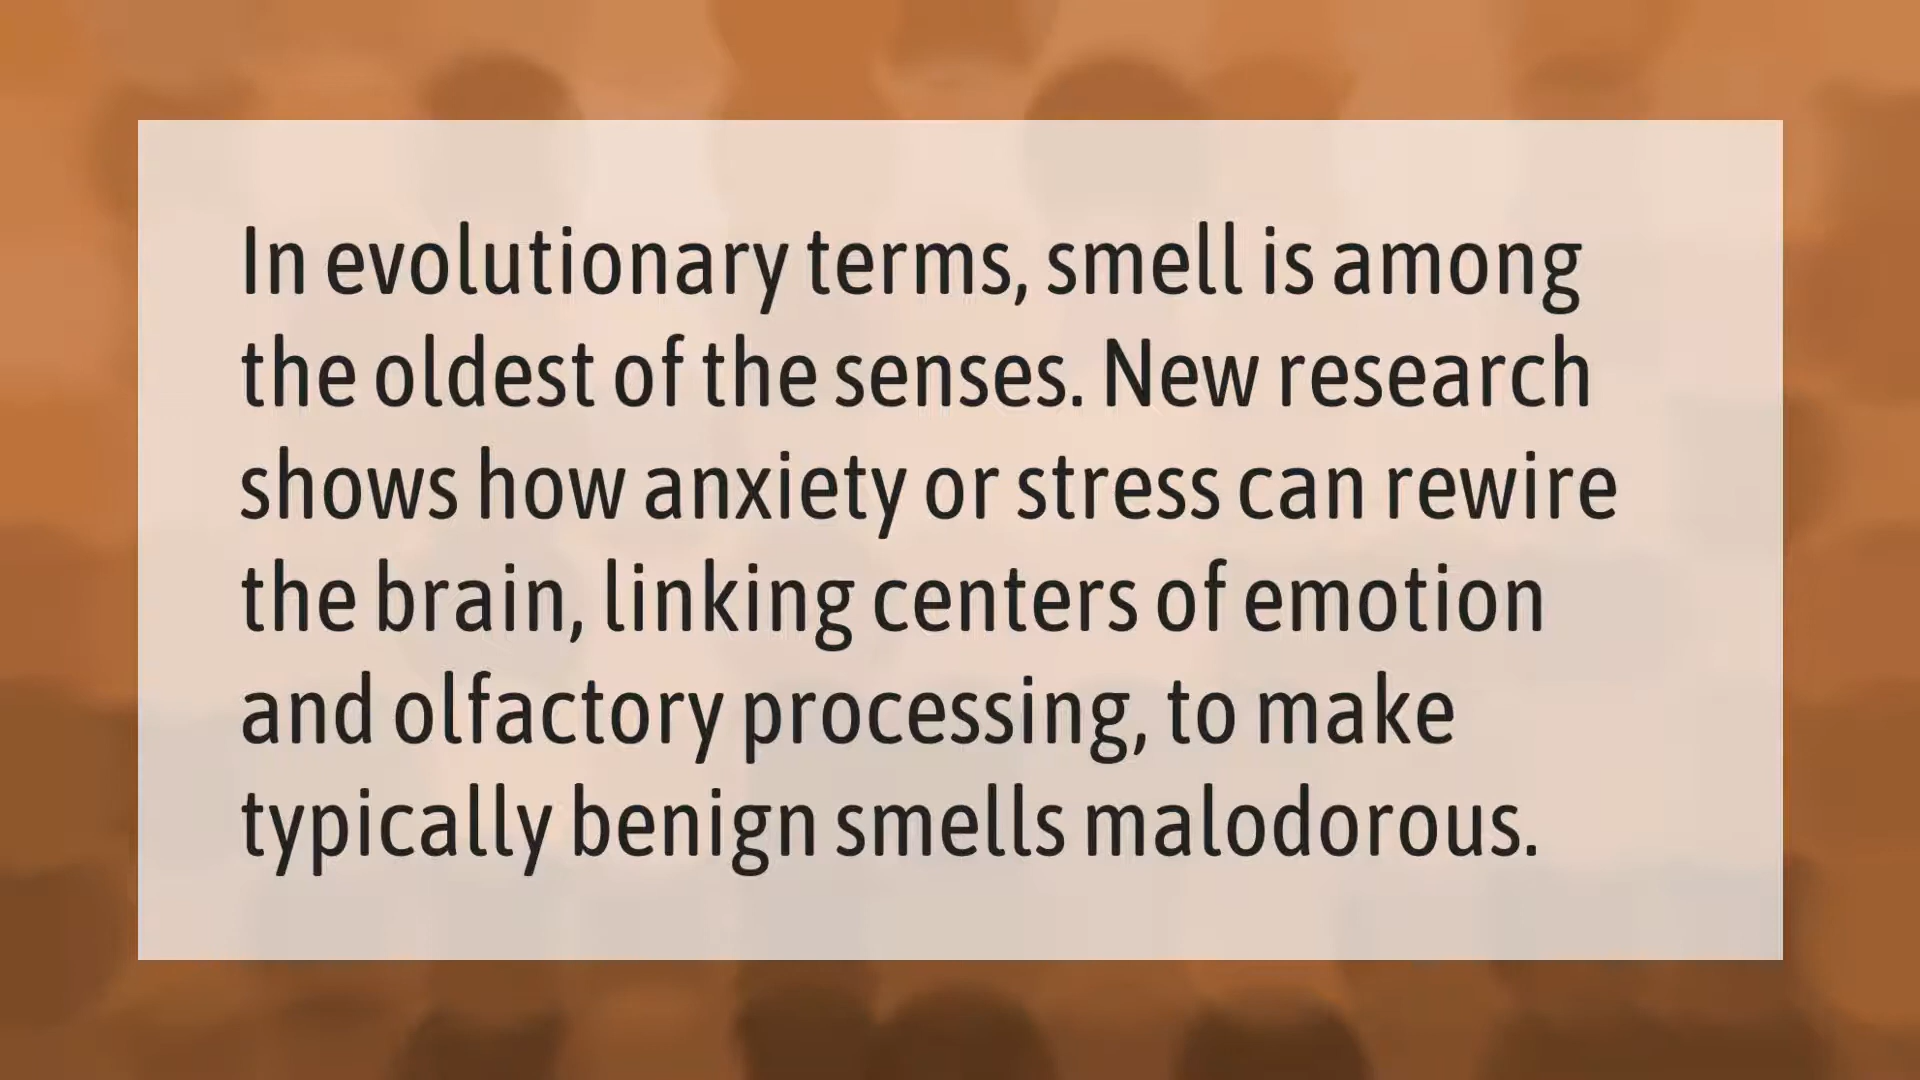 In evolutionary terms, smell is among
the oldest of the senses. New research
shows how anxiety or stress can rewire
the brain, linking centers of emotion
and olfactory processing, to make
typically benign smells malodorous.